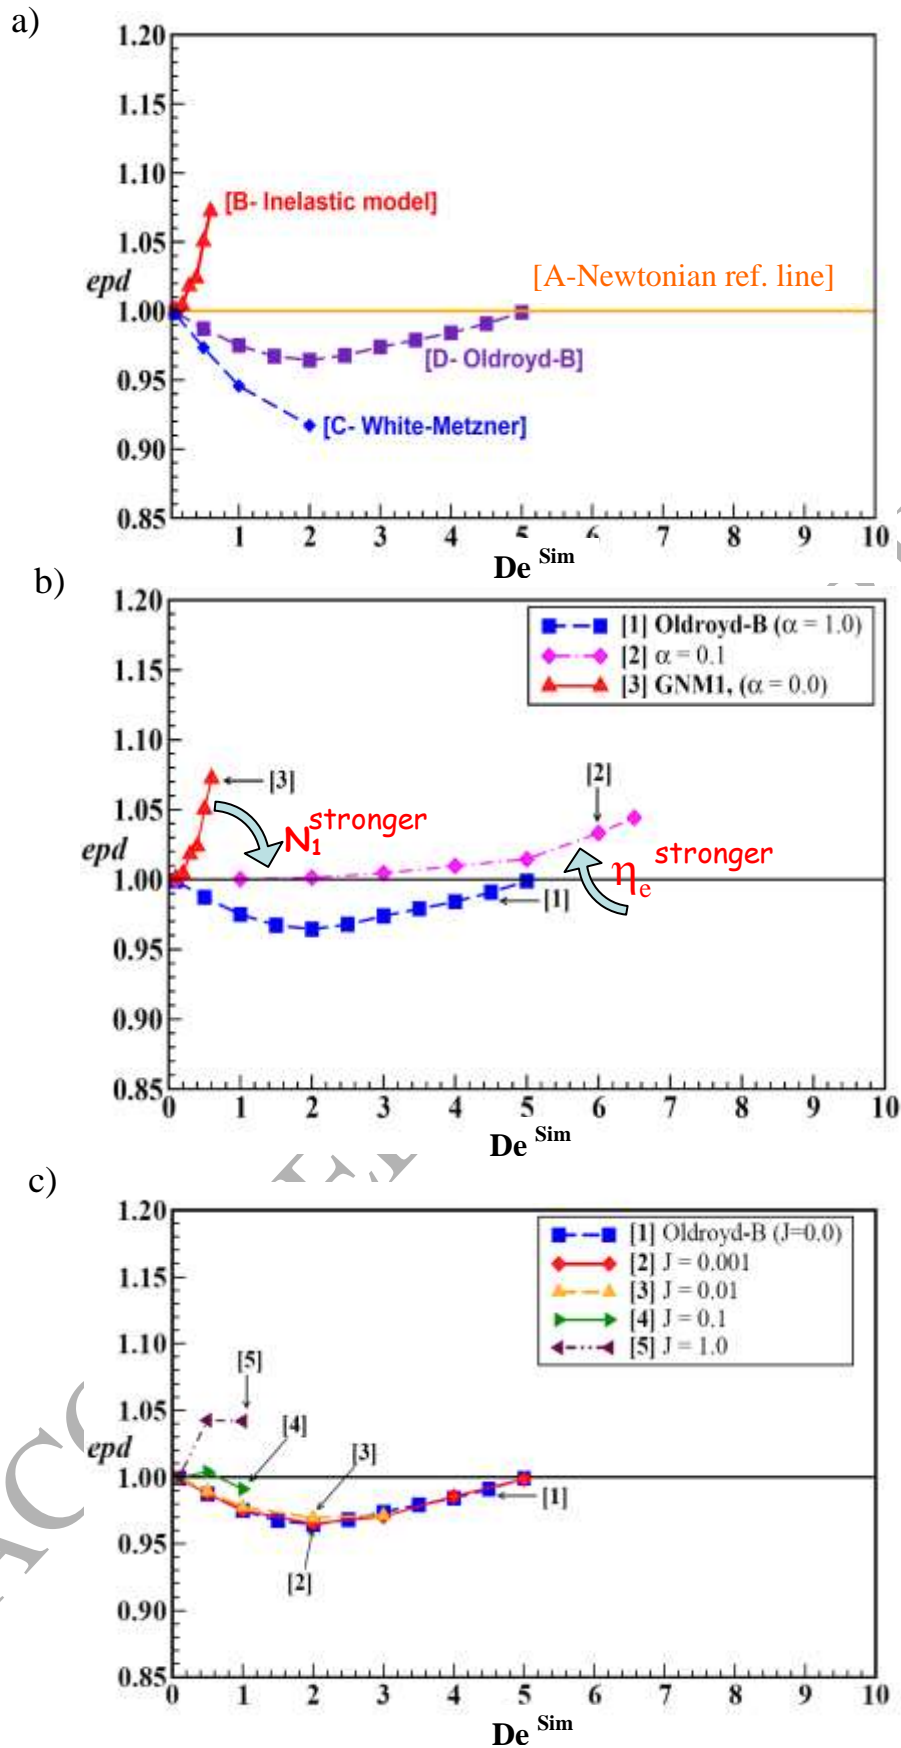 a)
1.20
1.15
1.10
[B- Inelastic model]
1.05
epd
[A-Newtonian ref. line]
1.00
[D- Oldroyd-B]
0.95
[C- White-Metzner]
0.90
0.85
1 2 3 4 5 6 7 8 9 10
De Sim
b)
1.20
[1] Oldroyd-B (α = 1.0)
[2] α = 0.1
1.15
[3] GNM1, (α = 0.0)
1.10
[3]
[2]
1.05
N1 stronger
epd
ηe stronger
1.00
[1]
0.95
0.90
0.85
0 1 2 3 4 5 6 7 8 9 10
De Sim
c)
1.20
[1] Oldroyd-B (J=0.0)
[2] J = 0.001
1.15
[3] J = 0.01
[4] J = 0.1
1.10
[5] J = 1.0
[5]
1.05
[4]
epd
[3]
1.00
[1]
0.95
[2]
0.90
0.85
0 1 2 3 4 5 6 7 8 9 10
De Sim